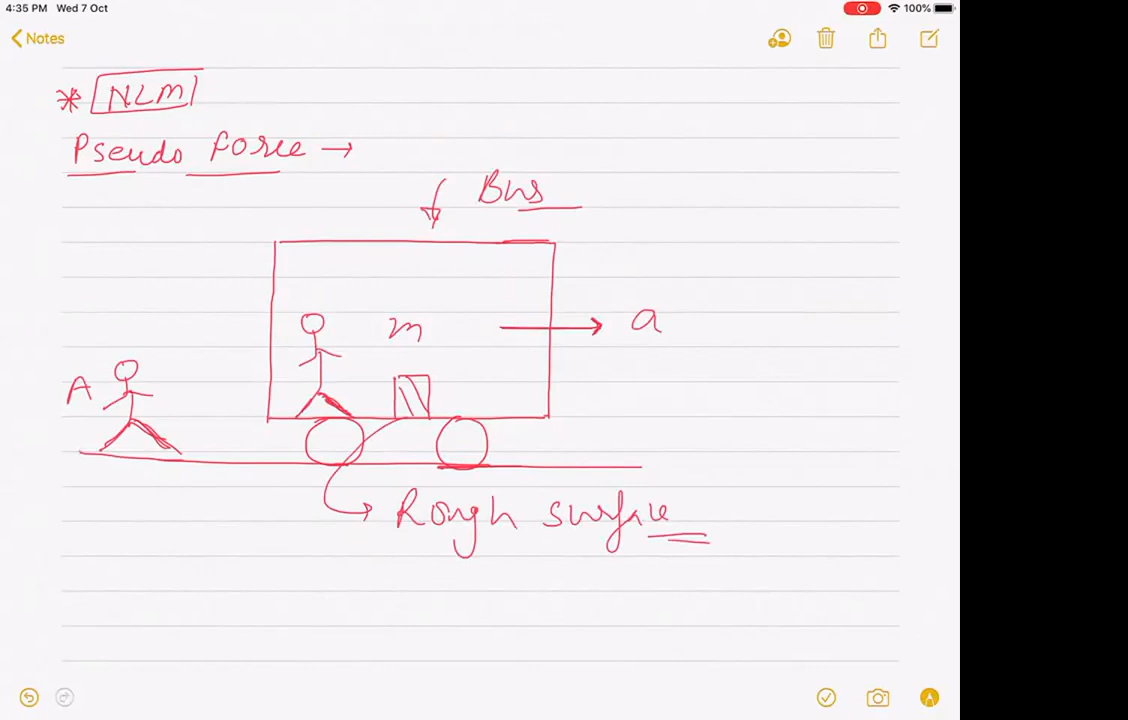 4:35 PM Wed 7 Oct
100%
Notes
* NLM
Pseudo force →
Bus
m
a
A
Rough surface